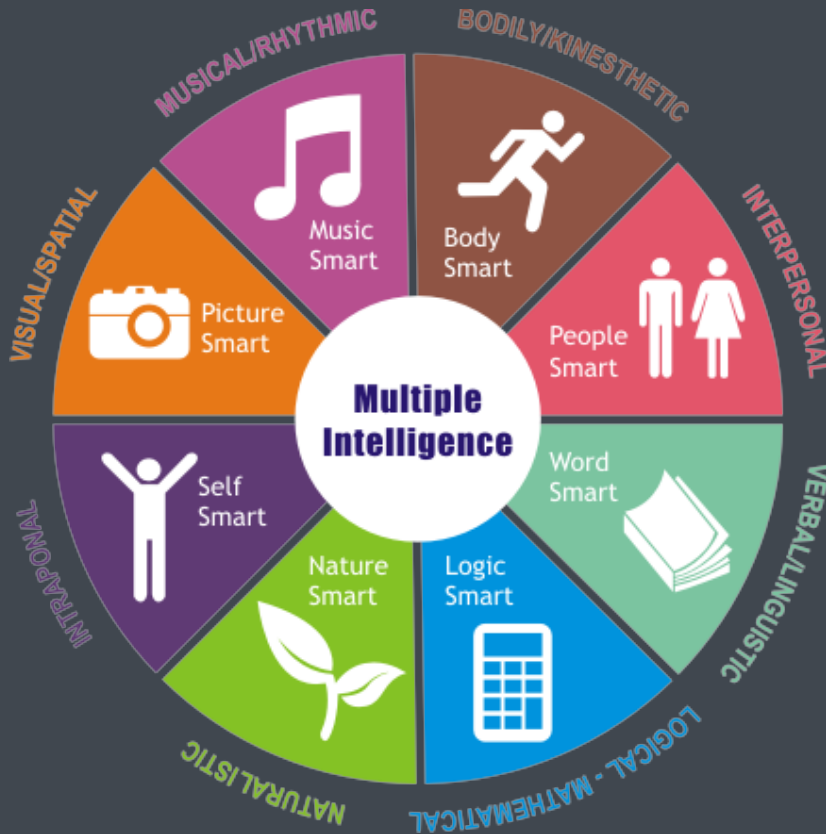 MUSICAL/RHYTHMIC
BODILY/KINESTHETIC
Music
Smart
Body
Smart
VISUAL/SPATIAL
INTERPERSONAL
Picture
Smart
People
Smart
Multiple
Intelligence
Self
Smart
Word
Smart
INTRAPONAL
VERBAL/LINGUISTIC
Nature
Smart
Logic
Smart
NATURALISTIC
LOGICAL - MATHEMATICAL